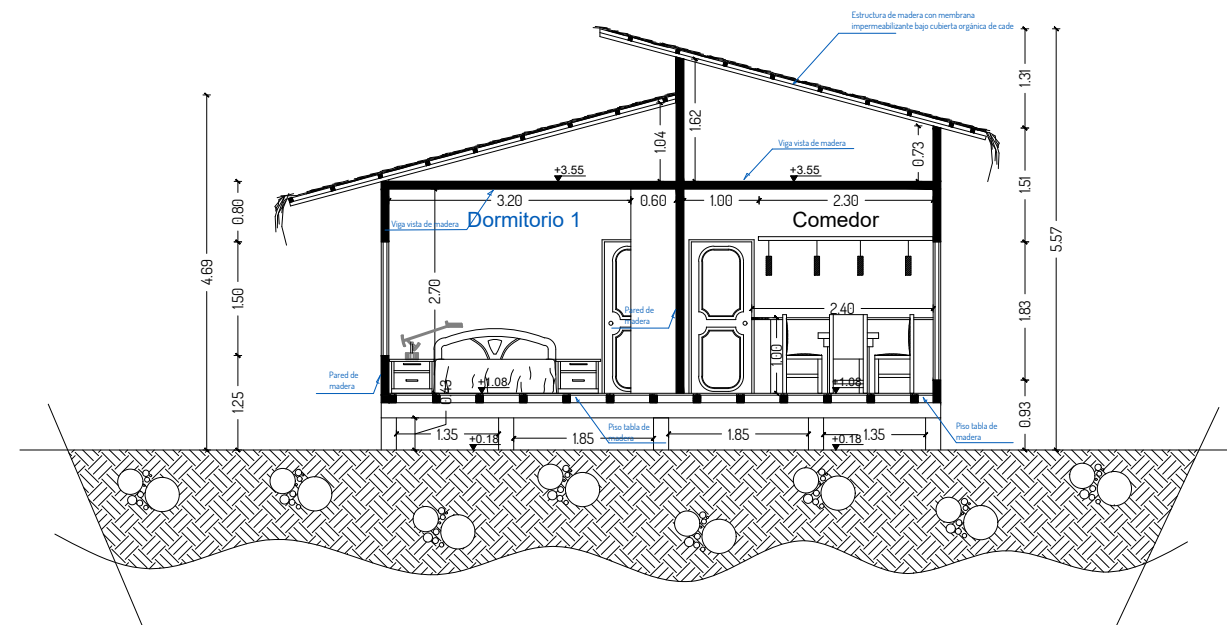 Estructura de madera con membrana
impermeabilizante bajo cubierta orgánica de cade
1.31
1.62
1.04
Viga vista de madera
0.73
+3.55
+3.55
1.51
5.57
0.80
3.20
0.60
1.00
2.30
Viga vista de madera
Dormitorio 1
Comedor
4.69
1.50
2.70
2.40
1.83
Pared de
madera
1.00
Pared de
madera
+1.08
0.43
+1.08
1.25
0.93
Piso tabla de
madera
Piso tabla de
madera
1.35
1.85
1.85
1.35
+0.18
+0.18